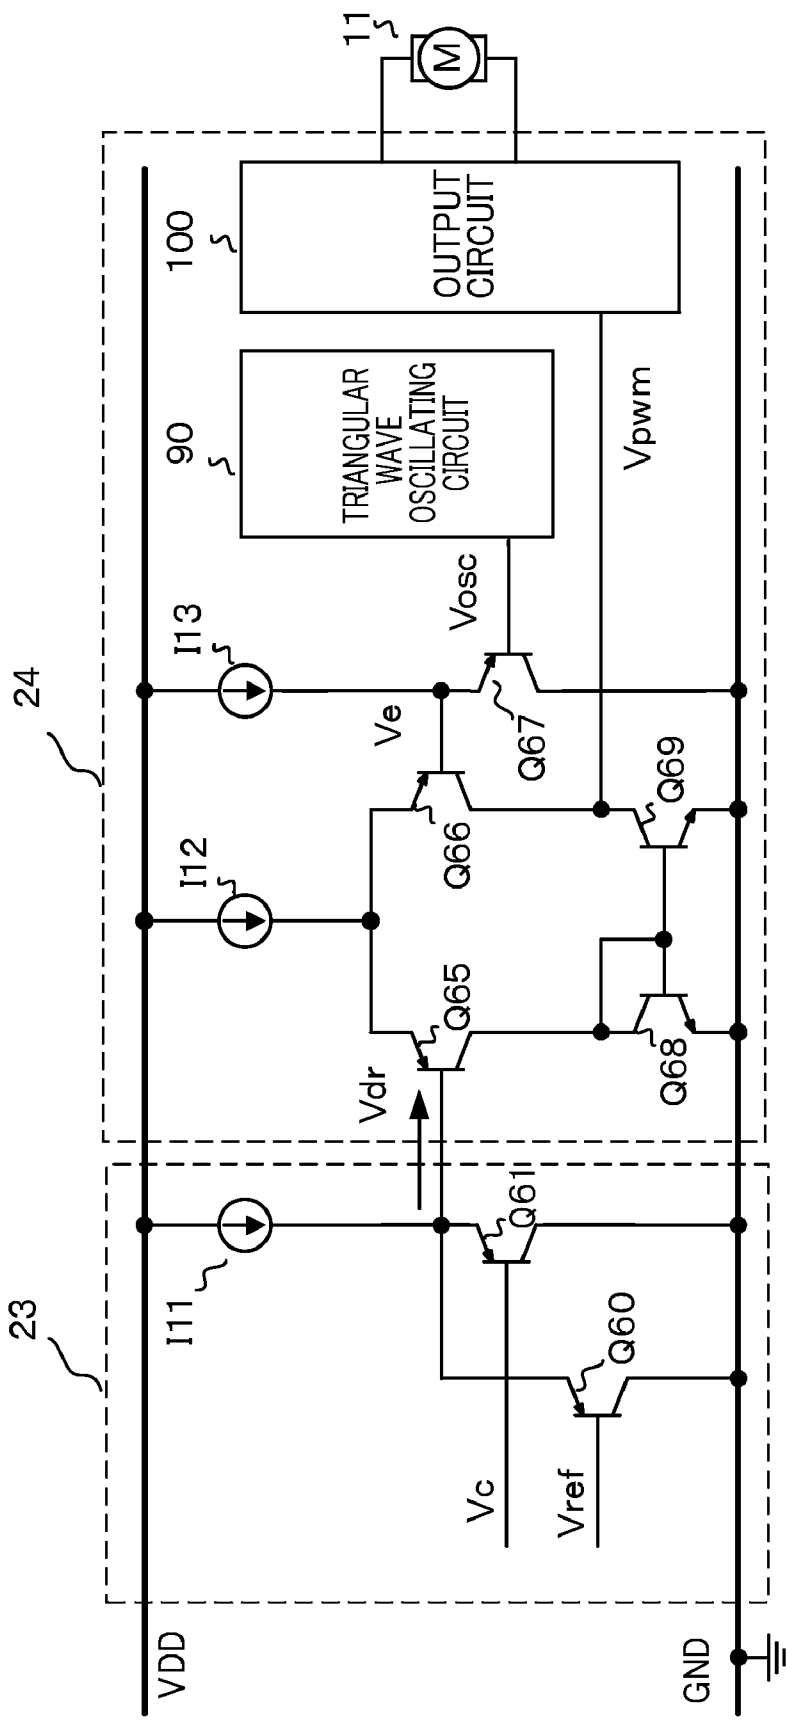 23
24
VDD
I11
I12
I13
90
100
11
M
TRIANGULAR
WAVE
OSCILLATING
CIRCUIT
OUTPUT
CIRCUIT
Vdr
Ve
Vosc
Vpwm
Q65
Q66
Q67
Q61
Q60
Q68
Q69
Vc
Vref
GND